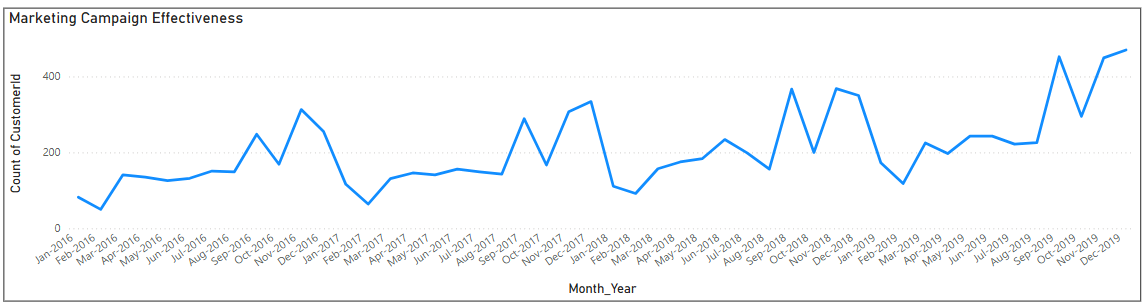 Marketing Campaign Effectiveness
Count of CustomerId
400
200
0
Jan-2016
Feb-2016
Mar-2016
Apr-2016
May-2016
Jun-2016
Jul-2016
Aug-2016
Sep-2016
Oct-2016
Nov-2016
Dec-2016
Jan-2017
Feb-2017
Mar-2017
Apr-2017
May-2017
Jun-2017
Jul-2017
Aug-2017
Sep-2017
Oct-2017
Nov-2017
Dec-2017
Jan-2018
Feb-2018
Mar-2018
Apr-2018
May-2018
Jun-2018
Jul-2018
Aug-2018
Sep-2018
Oct-2018
Nov-2018
Dec-2018
Jan-2019
Feb-2019
Mar-2019
Apr-2019
May-2019
Jun-2019
Jul-2019
Aug-2019
Sep-2019
Oct-2019
Nov-2019
Dec-2019
Month_Year